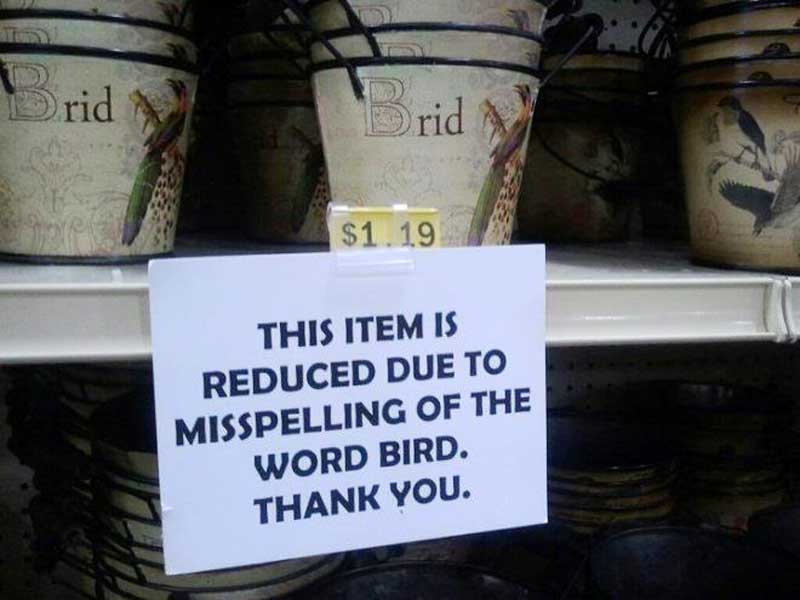 Brid
Brid
$1.19
THIS ITEM IS
REDUCED DUE TO
MISSPELLING OF THE
WORD BIRD.
THANK YOU.